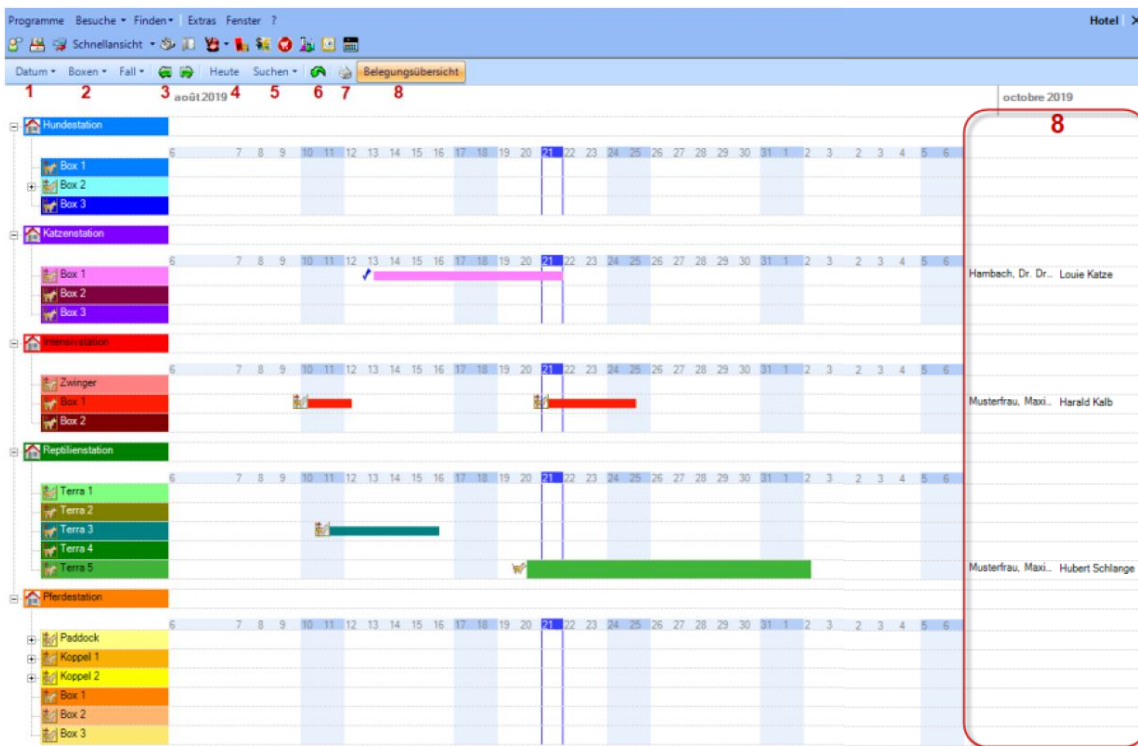 Programme Besuche Finden Extras Fenster ? Hotel X
Schnellansicht
Datum Boxen Fall Heute Suchen Belegungsübersicht
1 2 3 août 2019 4 5 6 7 8 octobre 2019
8
Hundestation
6 7 8 9 10 11 12 13 14 15 16 17 18 19 20 21 22 23 24 25 26 27 28 29 30 31 1 2 3 2 3 4 5 6
Box 1
Box 2
Box 3
Katzenstation
6 7 8 9 10 11 12 13 14 15 16 17 18 19 20 21 22 23 24 25 26 27 28 29 30 31 1 2 3 2 3 4 5 6
Box 1 Hambach, Dr. Dr... Louie Katze
Box 2
Box 3
Intensivstation
6 7 8 9 10 11 12 13 14 15 16 17 18 19 20 21 22 23 24 25 26 27 28 29 30 31 1 2 3 2 3 4 5 6
Zwinger
Box 1 Musterfrau, Maxi... Harald Kalb
Box 2
Reptilienstation
6 7 8 9 10 11 12 13 14 15 16 17 18 19 20 21 22 23 24 25 26 27 28 29 30 31 1 2 3 2 3 4 5 6
Terra 1
Terra 2
Terra 3
Terra 4
Terra 5 Musterfrau, Maxi... Hubert Schlange
Pferdestation
6 7 8 9 10 11 12 13 14 15 16 17 18 19 20 21 22 23 24 25 26 27 28 29 30 31 1 2 3 2 3 4 5 6
Paddock
Koppel 1
Koppel 2
Box 1
Box 2
Box 3